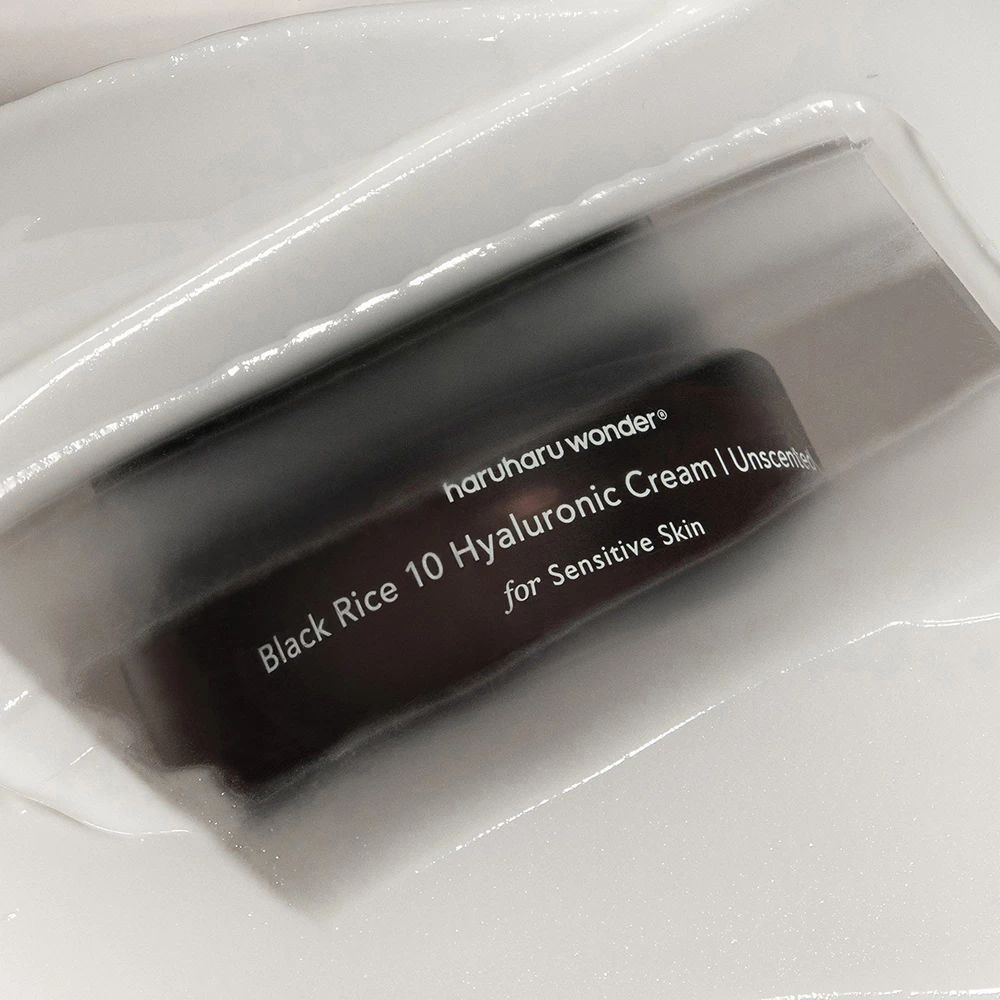 haruharu wonder®
Black Rice 10 Hyaluronic Cream | Unscented
for Sensitive Skin